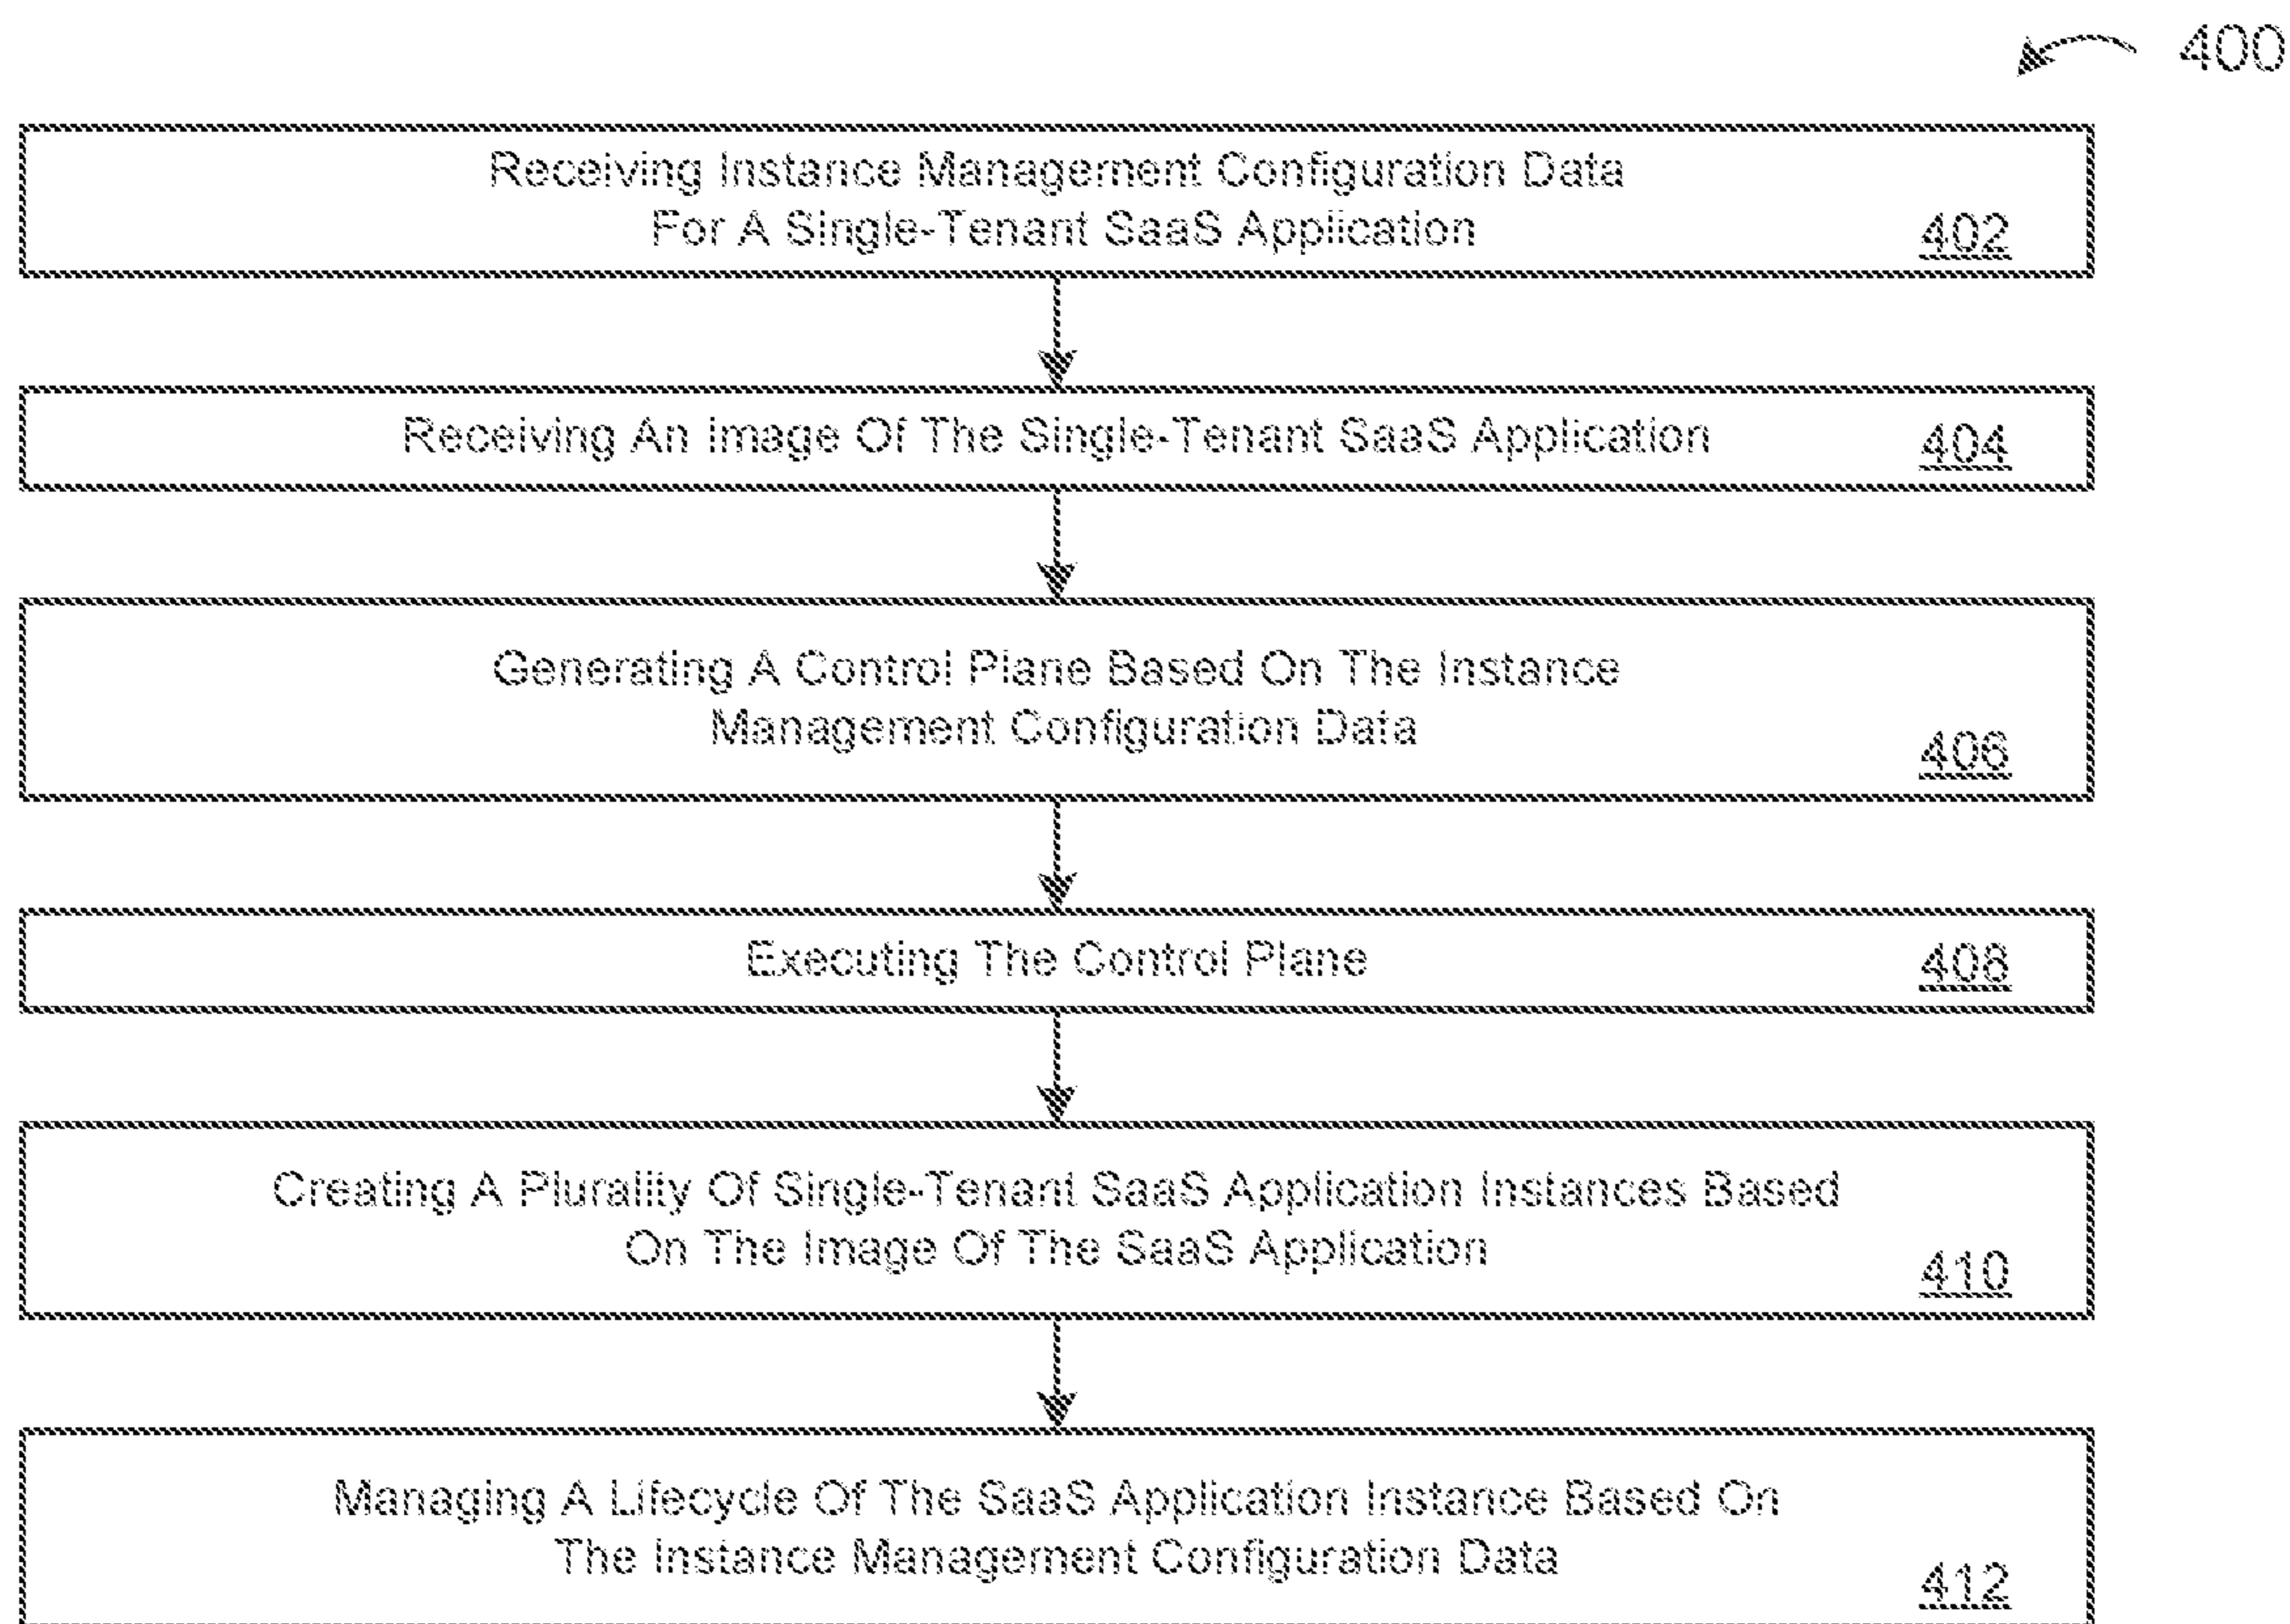 400
Receiving Instance Management Configuration Data
For A Single-Tenant SaaS Application
402
Receiving An Image Of The Single-Tenant SaaS Application
404
Generating A Control Plane Based On The Instance
Management Configuration Data
406
Executing The Control Plane
408
Creating A Plurality Of Single-Tenant SaaS Application Instances Based
On The Image Of The SaaS Application
410
Managing A Lifecycle Of The SaaS Application Instance Based On
The Instance Management Configuration Data
412